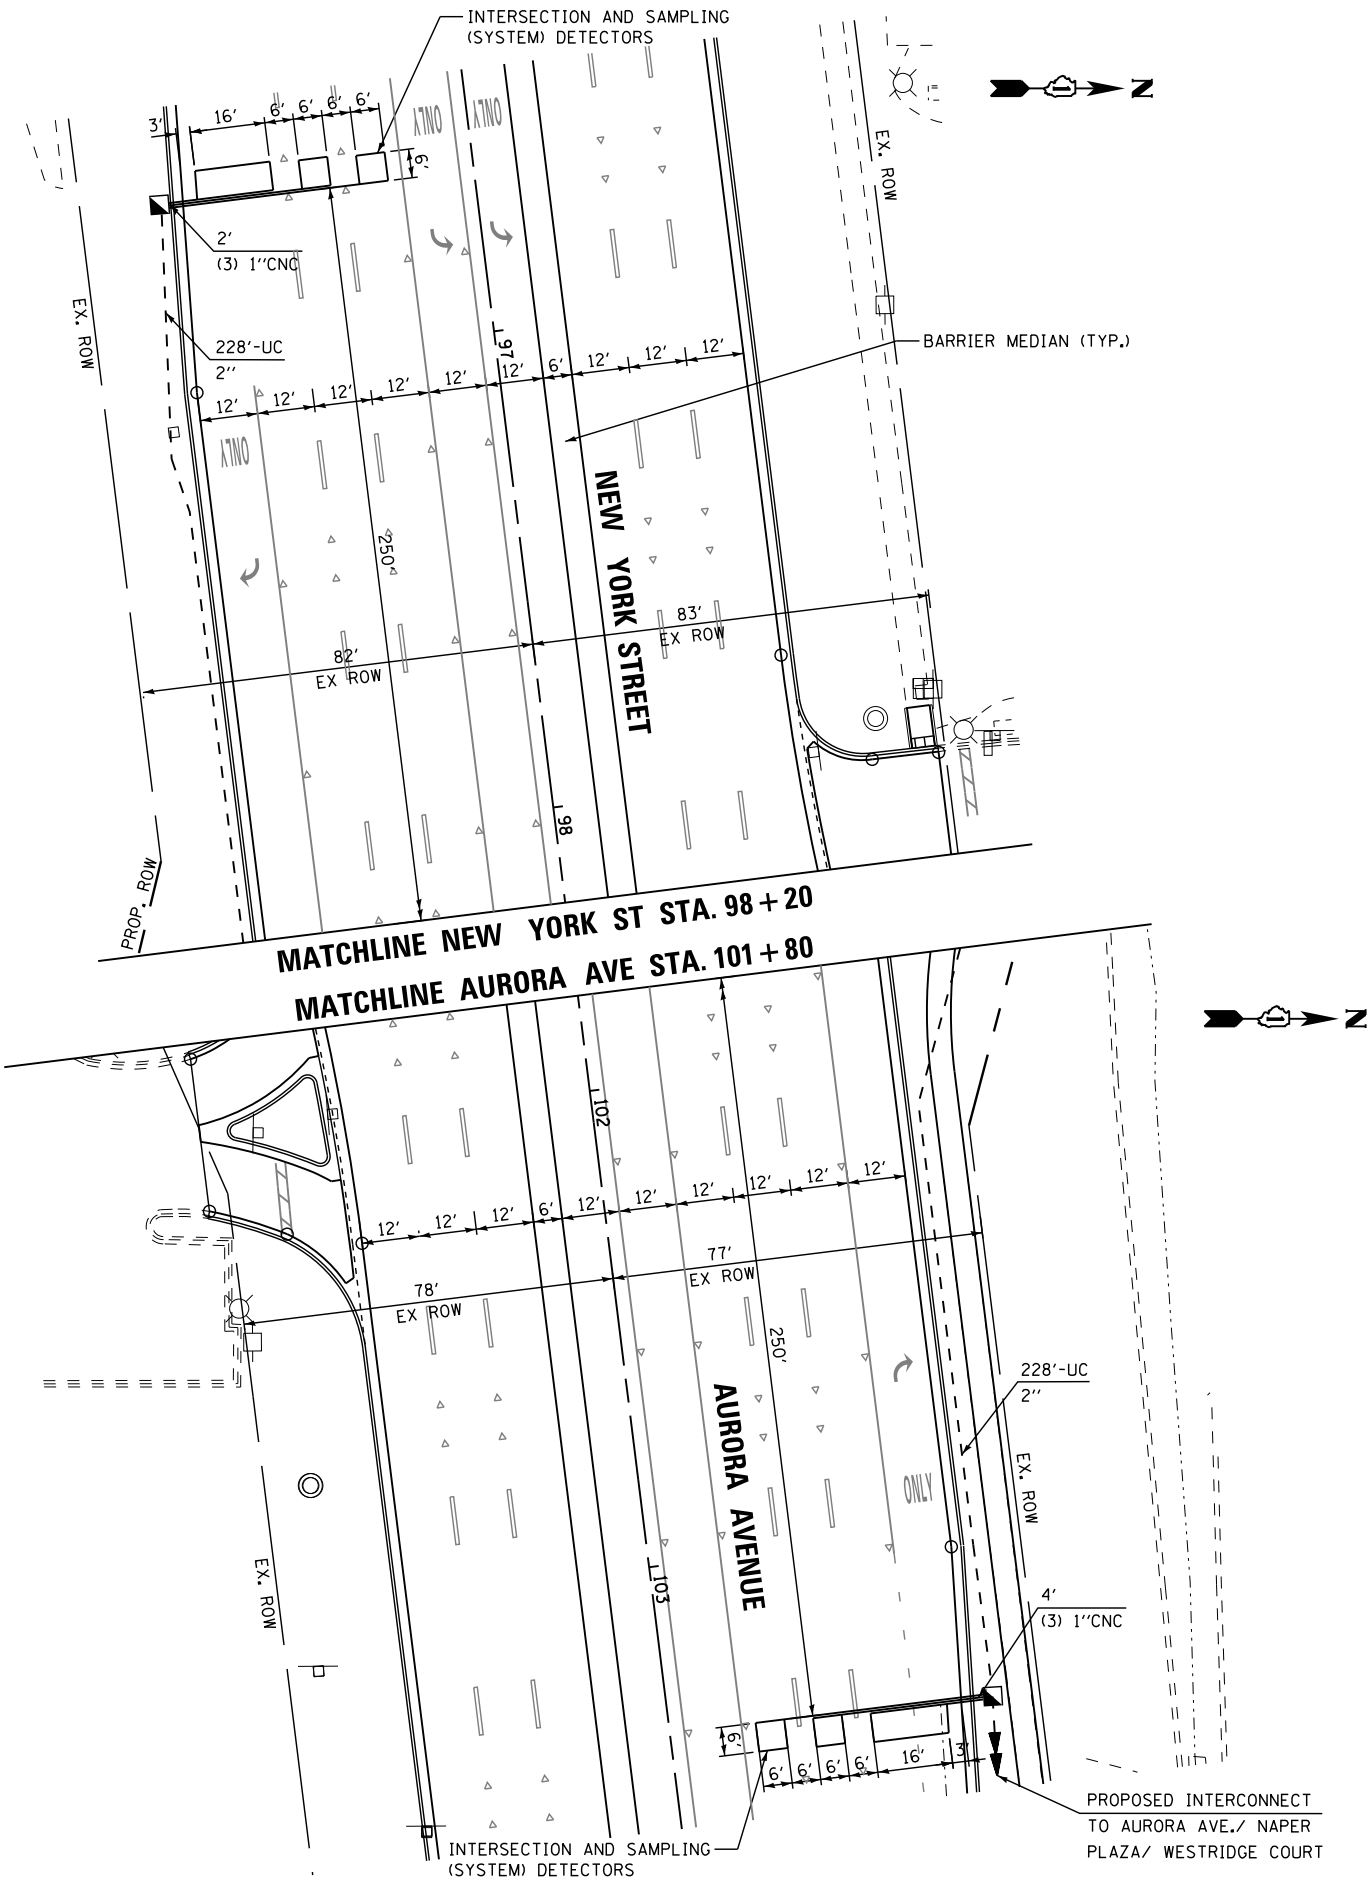 INTERSECTION AND SAMPLING
(SYSTEM) DETECTORS
3'
16'
6'
6'
6'
6'
6'
ONLY
ONLY
EX. ROW
N
2'
(3) 1''CNC
EX. ROW
228'-UC
2''
97
BARRIER MEDIAN (TYP.)
12'
12'
12'
12'
12'
12'
6'
12'
12'
12'
ONLY
250'
NEW YORK STREET
83'
EX ROW
82'
EX ROW
98
PROP. ROW
MATCHLINE NEW YORK ST STA. 98+20
MATCHLINE AURORA AVE STA. 101+80
N
102
12'
12'
12'
6'
12'
12'
12'
12'
12'
12'
77'
EX ROW
78'
EX ROW
250'
228'-UC
2''
AURORA AVENUE
EX. ROW
ONLY
EX. ROW
103
4'
(3) 1''CNC
6'
6'
6'
6'
6'
16'
3'
PROPOSED INTERCONNECT
TO AURORA AVE./ NAPER
PLAZA/ WESTRIDGE COURT
INTERSECTION AND SAMPLING
(SYSTEM) DETECTORS